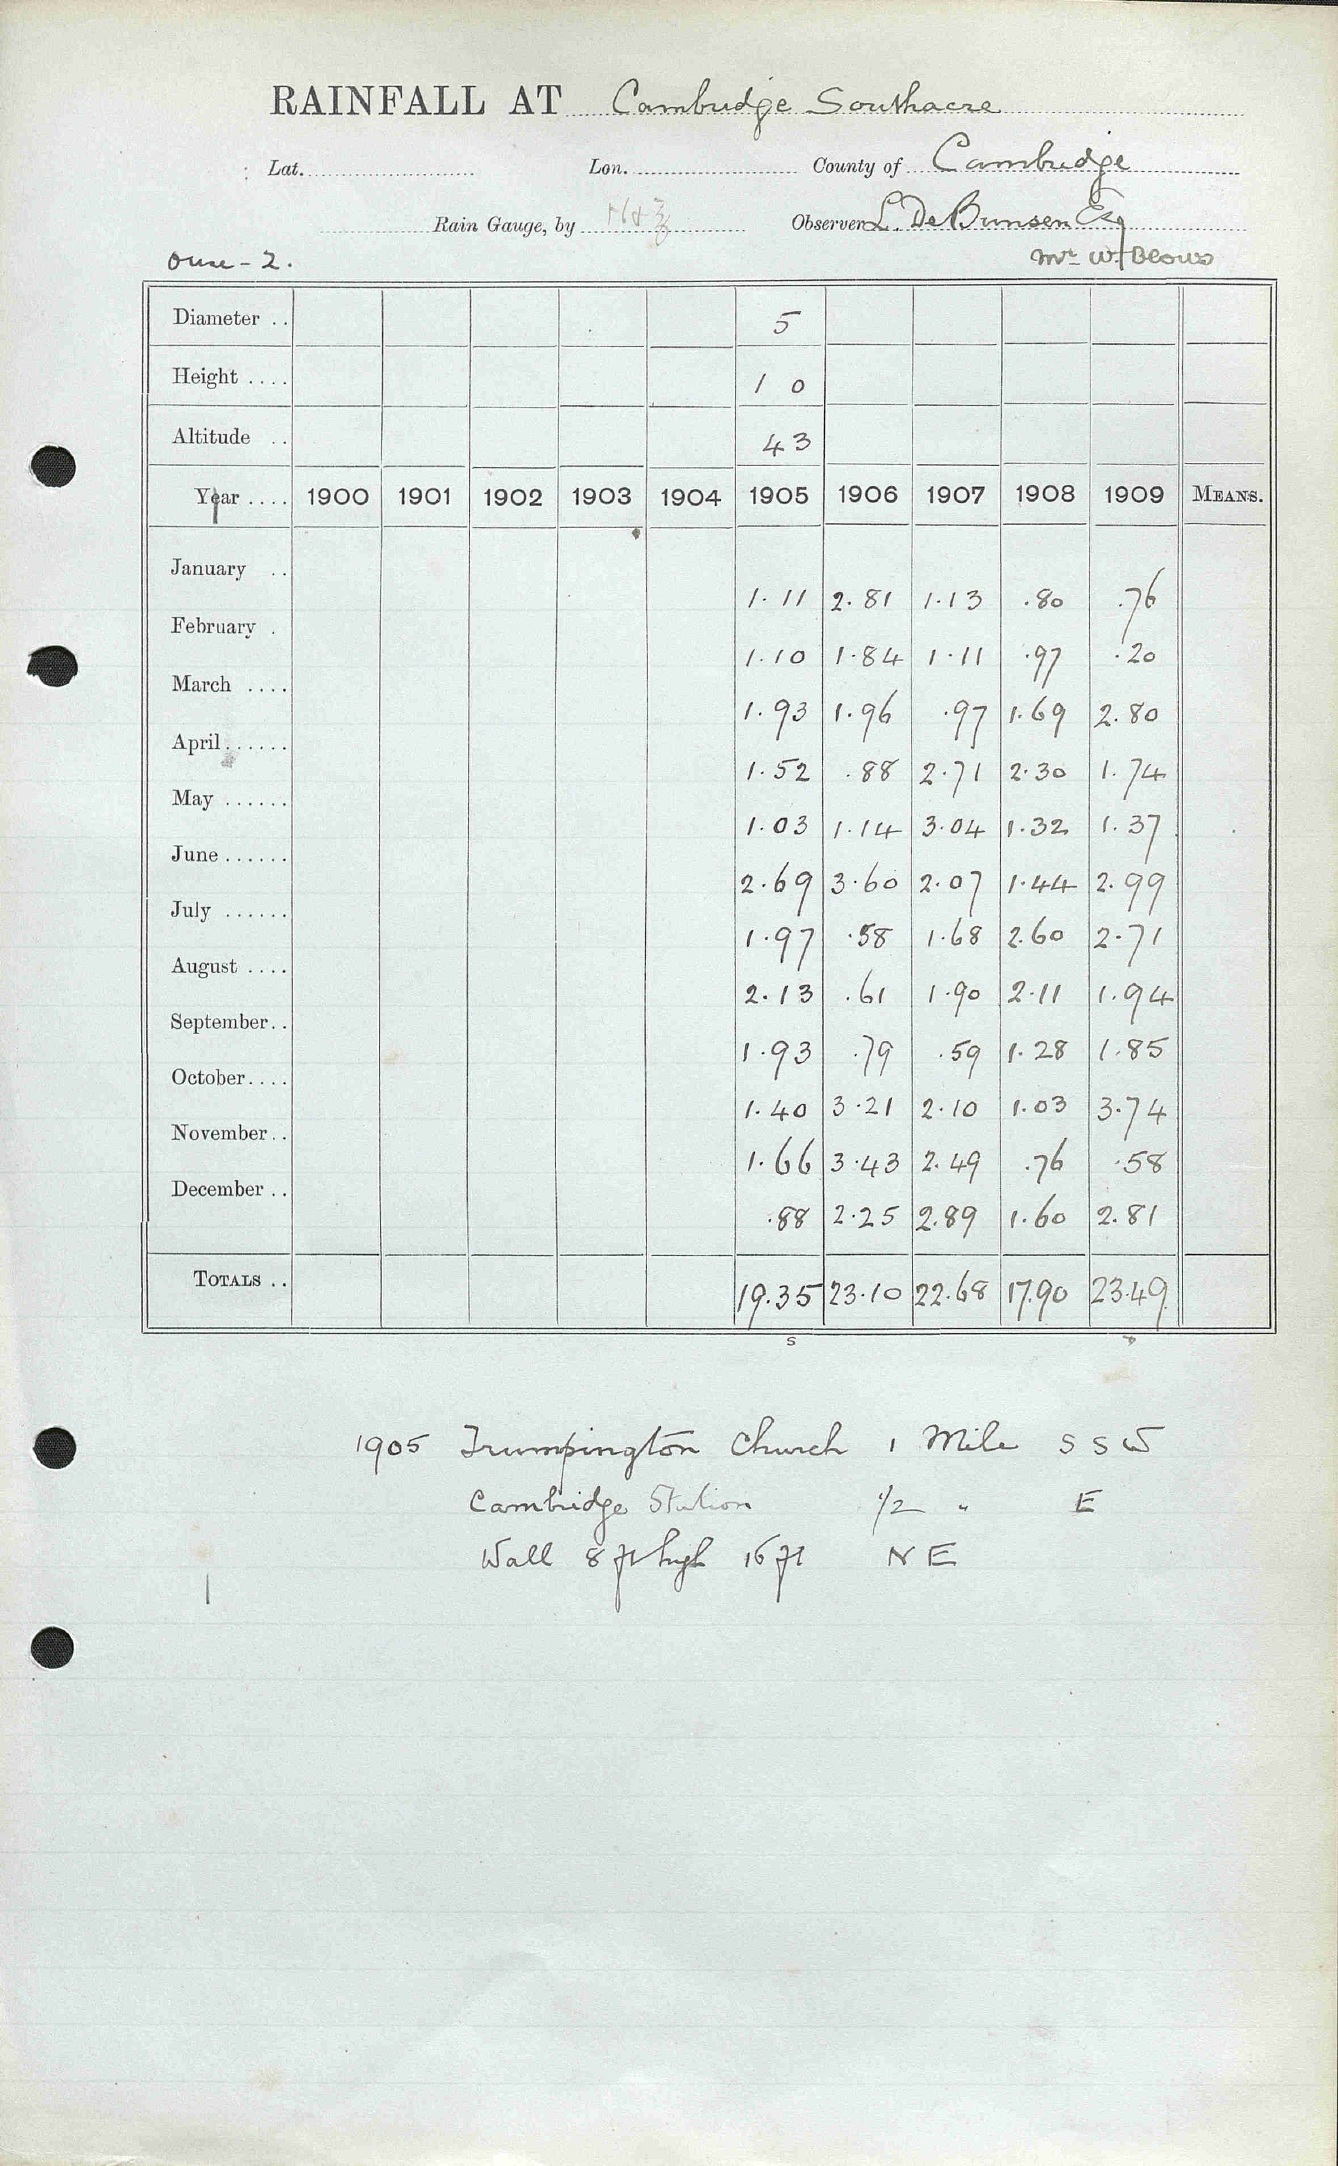 RAINFALL AT Cambridge Southacre
Lat. Lon. County of Cambridge
Rain Gauge, by Observer L. De Bunsen Esq
Ouse - 2. Mr W. Blows
Diameter .. 5
Height .... 1 0
Altitude .. 43
Year .... 1900 1901 1902 1903 1904 1905 1906 1907 1908 1909 MEANS.
January .. 1.11 2.81 1.13 .80 .76
February . 1.10 1.84 1.11 .97 .20
March .... 1.93 1.96 .97 1.69 2.80
April ...... 1.52 .88 2.71 2.30 1.74
May ...... 1.03 1.14 3.04 1.32 1.37
June ...... 2.69 3.60 2.07 1.44 2.99
July ...... 1.97 .58 1.68 2.60 2.71
August .... 2.13 .61 1.90 2.11 1.94
September.. 1.93 .79 .59 1.28 1.85
October.... 1.40 3.21 2.10 1.03 3.74
November.. 1.66 3.43 2.49 .76 .58
December .. .88 2.25 2.89 1.60 2.81
TOTALS .. 19.35 23.10 22.68 17.90 23.49
s
1905 Trumpington Church 1 Mile S S W
Cambridge Station 1/2 " E
Wall 8 ft high 16 ft N E